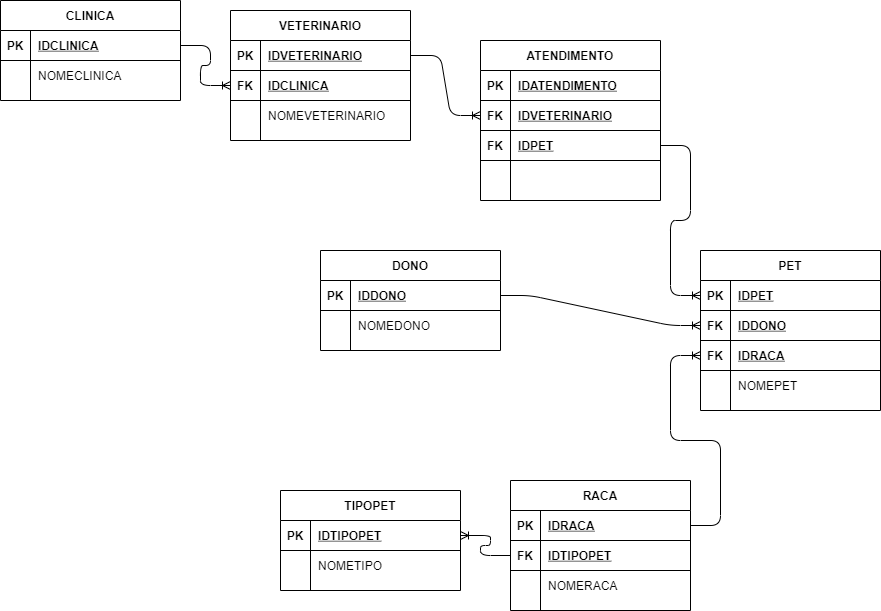 CLINICA
PK IDCLINICA
NOMECLINICA
VETERINARIO
PK IDVETERINARIO
FK IDCLINICA
NOMEVETERINARIO
ATENDIMENTO
PK IDATENDIMENTO
FK IDVETERINARIO
FK IDPET
DONO
PK IDDONO
NOMEDONO
PET
PK IDPET
FK IDDONO
FK IDRACA
NOMEPET
TIPOPET
PK IDTIPOPET
NOMETIPO
RACA
PK IDRACA
FK IDTIPOPET
NOMERACA